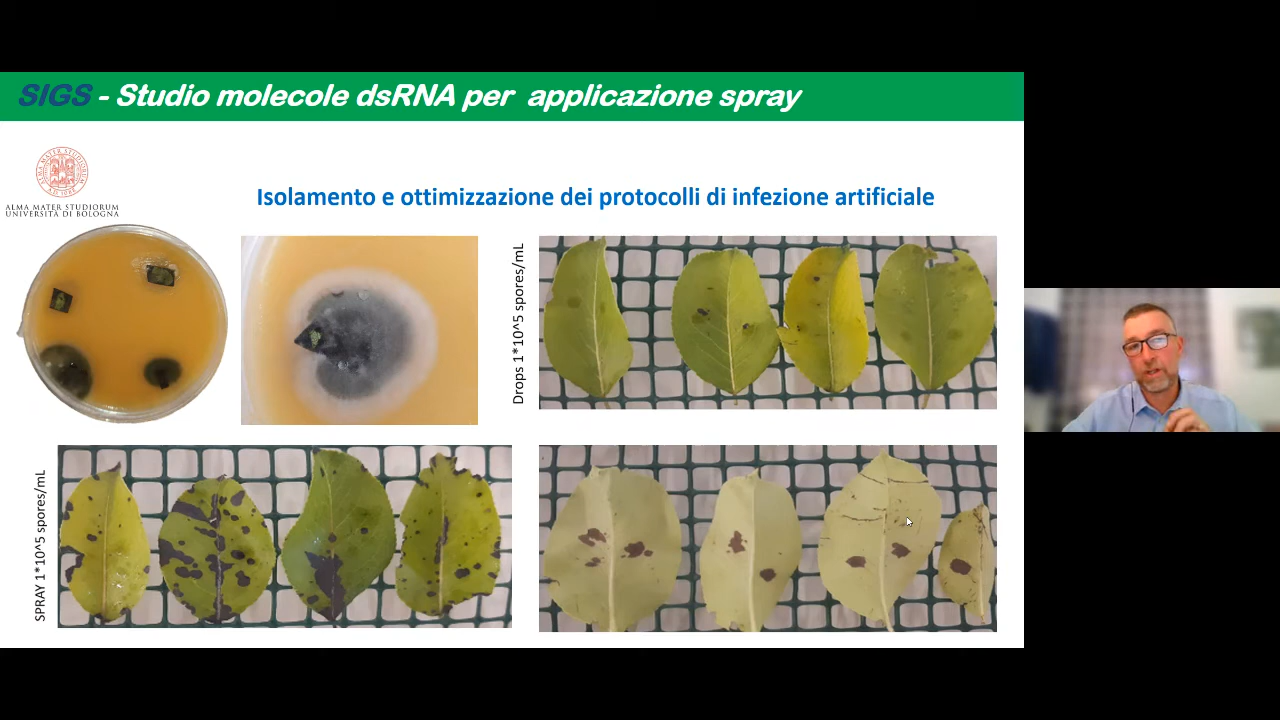 SIGS - Studio molecole dsRNA per applicazione spray
ALMA MATER STUDIORUM
UNIVERSITÀ DI BOLOGNA
Isolamento e ottimizzazione dei protocolli di infezione artificiale
Drops 1*10^5 spores/mL
SPRAY 1*10^5 spores/mL